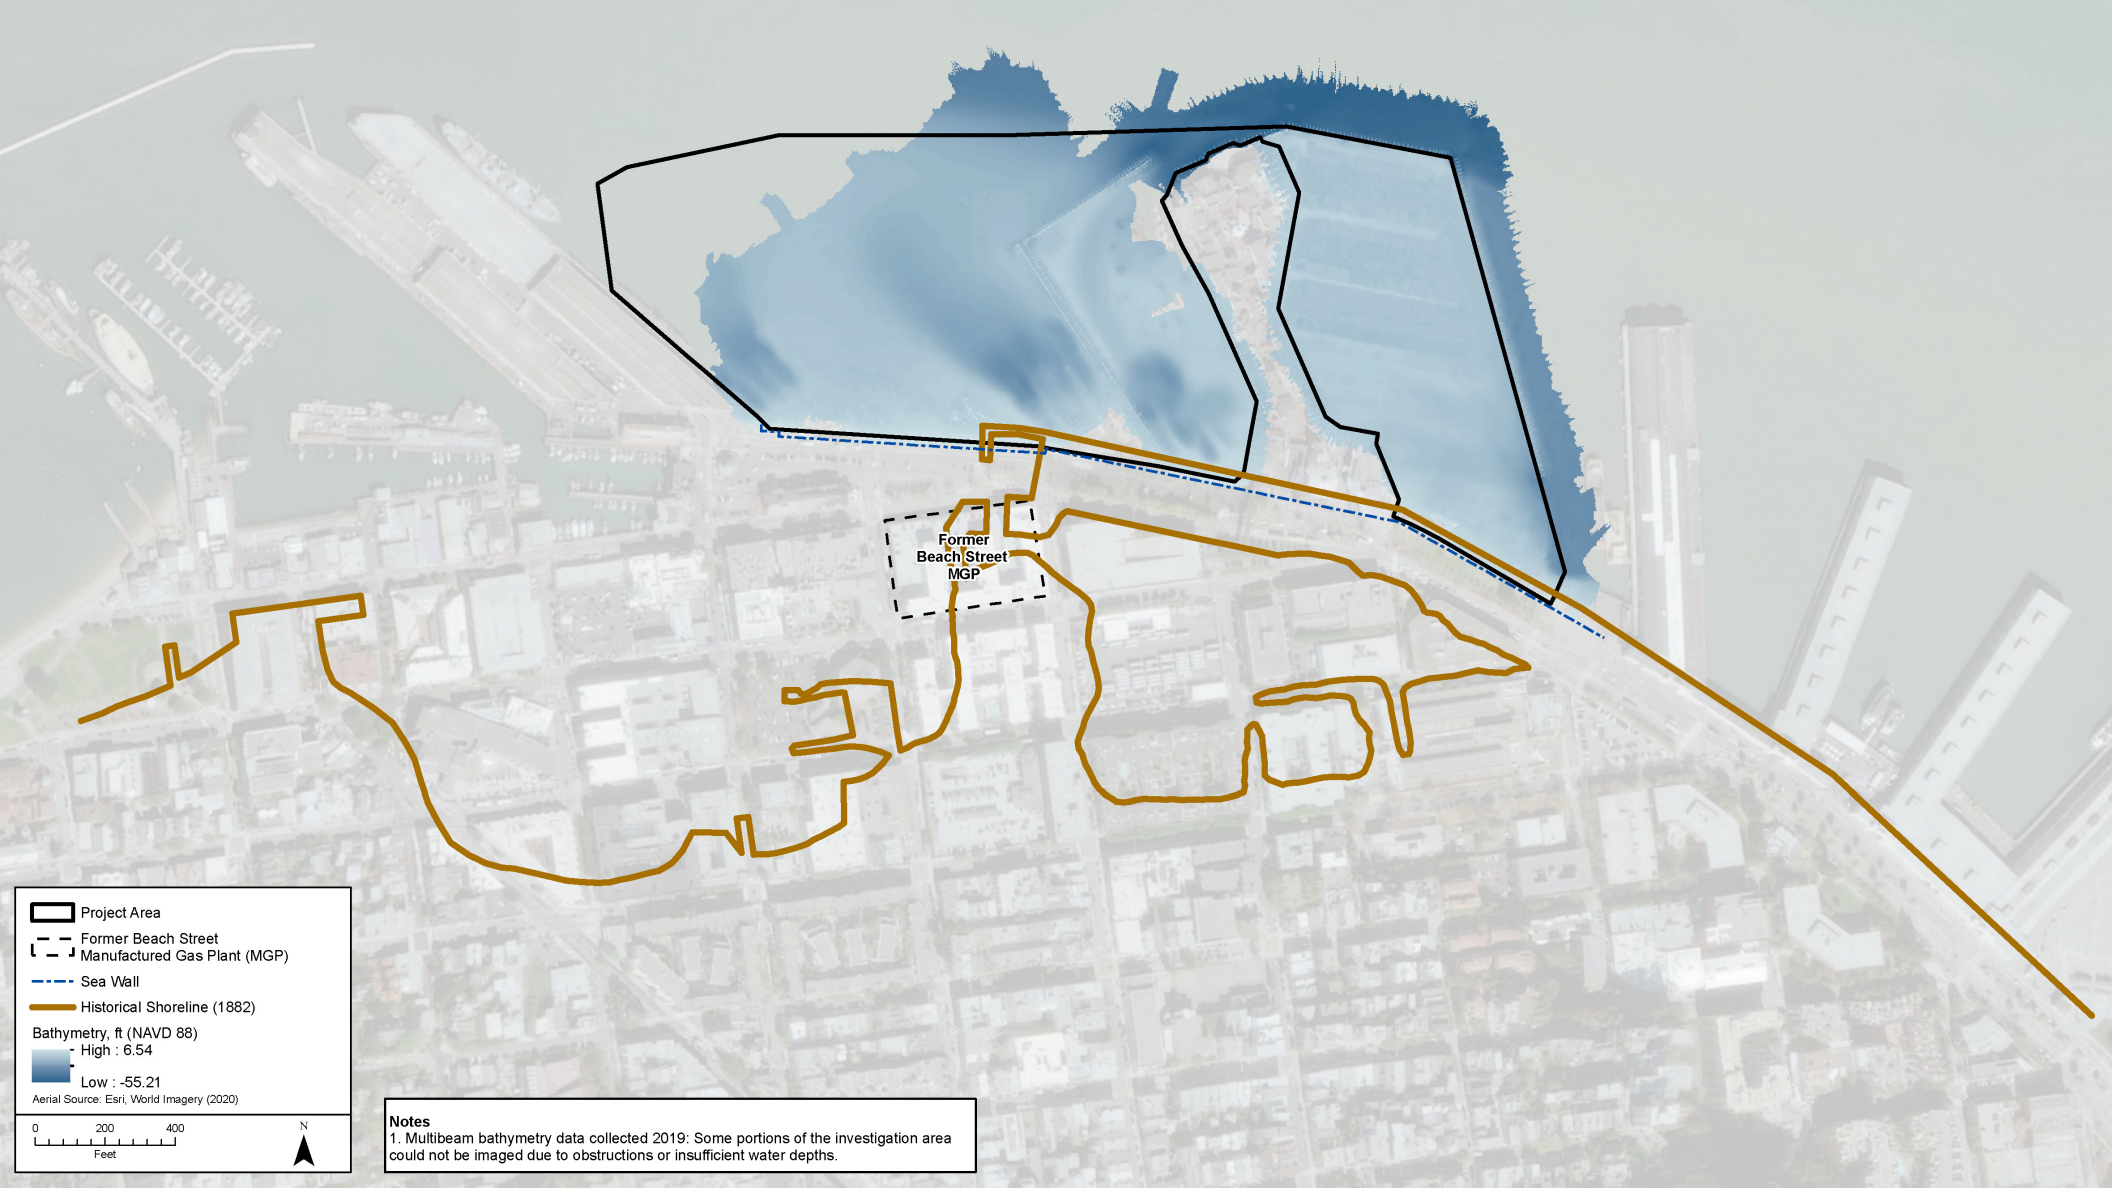 Former
Beach Street
MGP
Project Area
Former Beach Street
Manufactured Gas Plant (MGP)
Sea Wall
Historical Shoreline (1882)
Bathymetry, ft (NAVD 88)
High : 6.54
Low : -55.21
Aerial Source: Esri, World Imagery (2020)
0 200 400
Feet
N
Notes
1. Multibeam bathymetry data collected 2019: Some portions of the investigation area
could not be imaged due to obstructions or insufficient water depths.